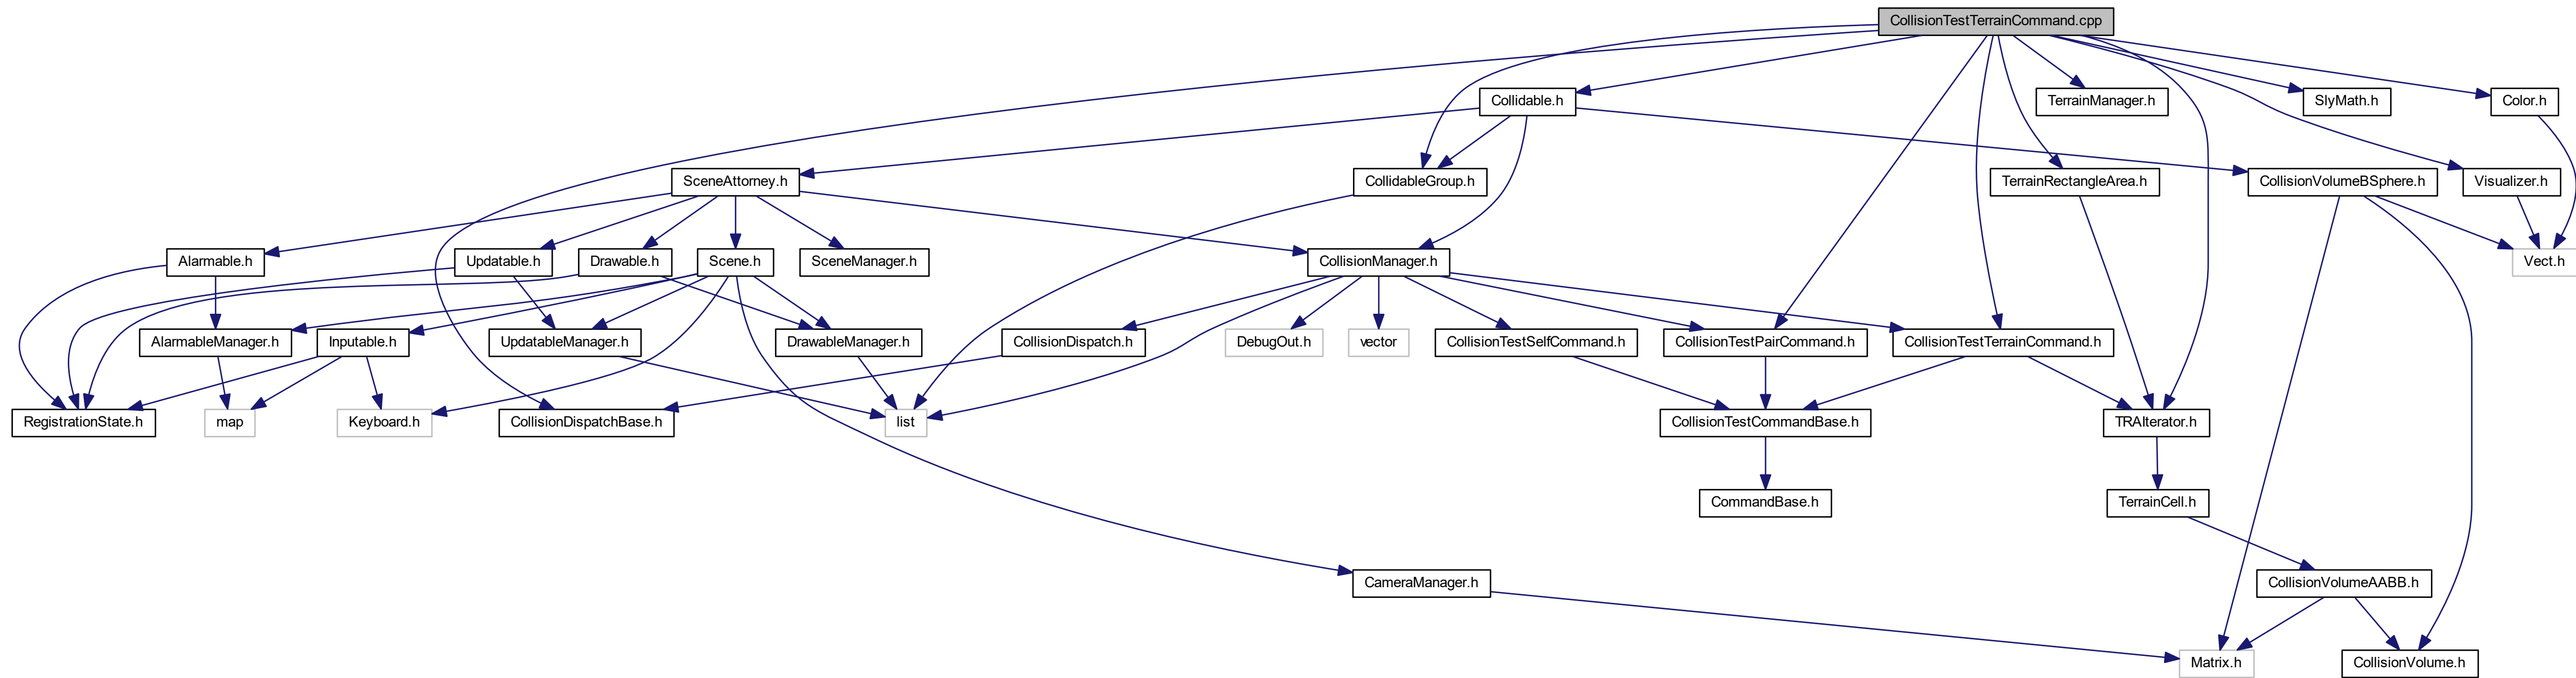 CollisionTestTerrainCommand.cpp
Collidable.h
TerrainManager.h
SlyMath.h
Color.h
SceneAttorney.h
CollidableGroup.h
TerrainRectangleArea.h
CollisionVolumeBSphere.h
Visualizer.h
Alarmable.h
Updatable.h
Drawable.h
Scene.h
SceneManager.h
CollisionManager.h
Vect.h
AlarmableManager.h
Inputable.h
UpdatableManager.h
DrawableManager.h
CollisionDispatch.h
DebugOut.h
vector
CollisionTestSelfCommand.h
CollisionTestPairCommand.h
CollisionTestTerrainCommand.h
RegistrationState.h
map
Keyboard.h
CollisionDispatchBase.h
list
CollisionTestCommandBase.h
TRAIterator.h
CommandBase.h
TerrainCell.h
CameraManager.h
CollisionVolumeAABB.h
Matrix.h
CollisionVolume.h